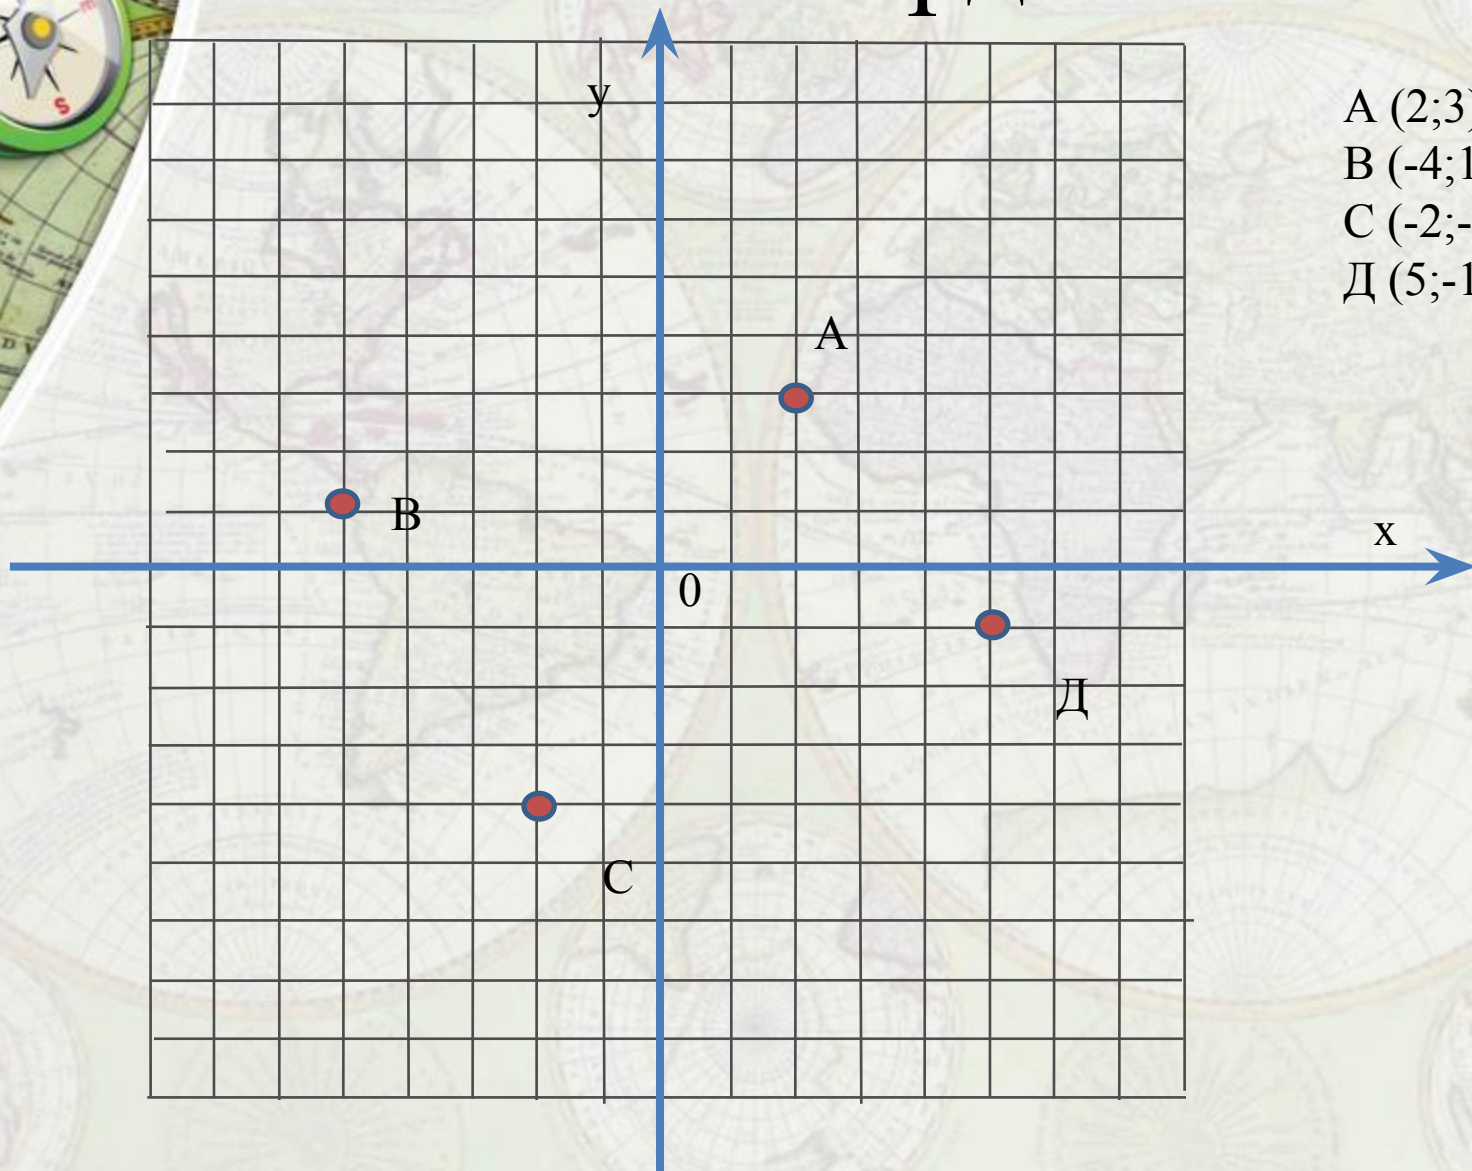 у
А (2;3)
В (-4;1
С (-2;-
Д (5;-1
А
В
х
0
Д
С
S